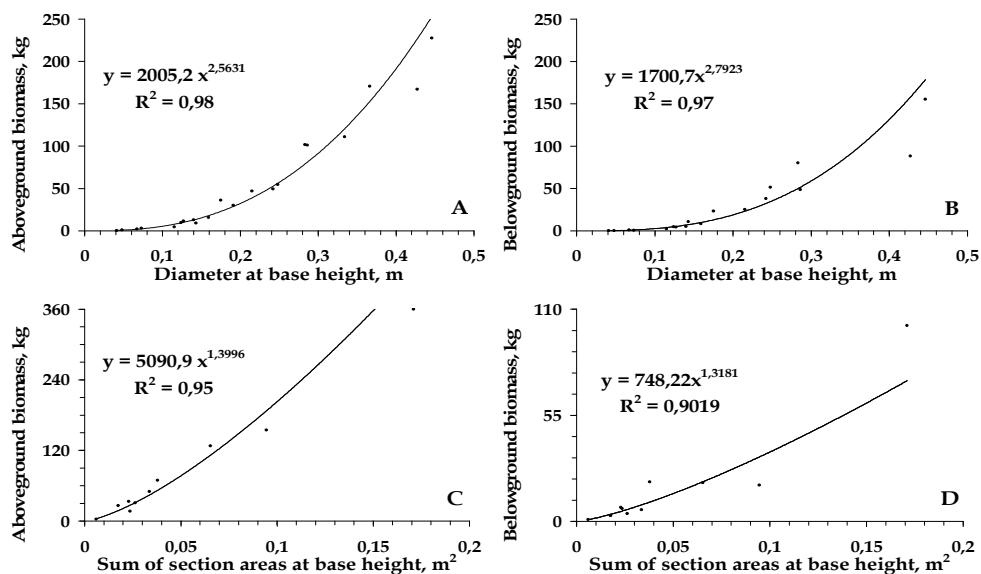 Aboveground biomass, kg
250
200
150
100
50
0
y = 2005,2 x^2,5631
R² = 0,98
A
0 0,1 0,2 0,3 0,4 0,5
Diameter at base height, m
Belowground biomass, kg
250
200
150
100
50
0
y = 1700,7x^2,7923
R² = 0,97
B
0 0,1 0,2 0,3 0,4 0,5
Diameter at base height, m
Aboveground biomass, kg
360
240
120
0
y = 5090,9 x^1,3996
R² = 0,95
C
0 0,05 0,1 0,15 0,2
Sum of section areas at base height, m²
Belowground biomass, kg
110
55
0
y = 748,22x^1,3181
R² = 0,9019
D
0 0,05 0,1 0,15 0,2
Sum of section areas at base height, m²